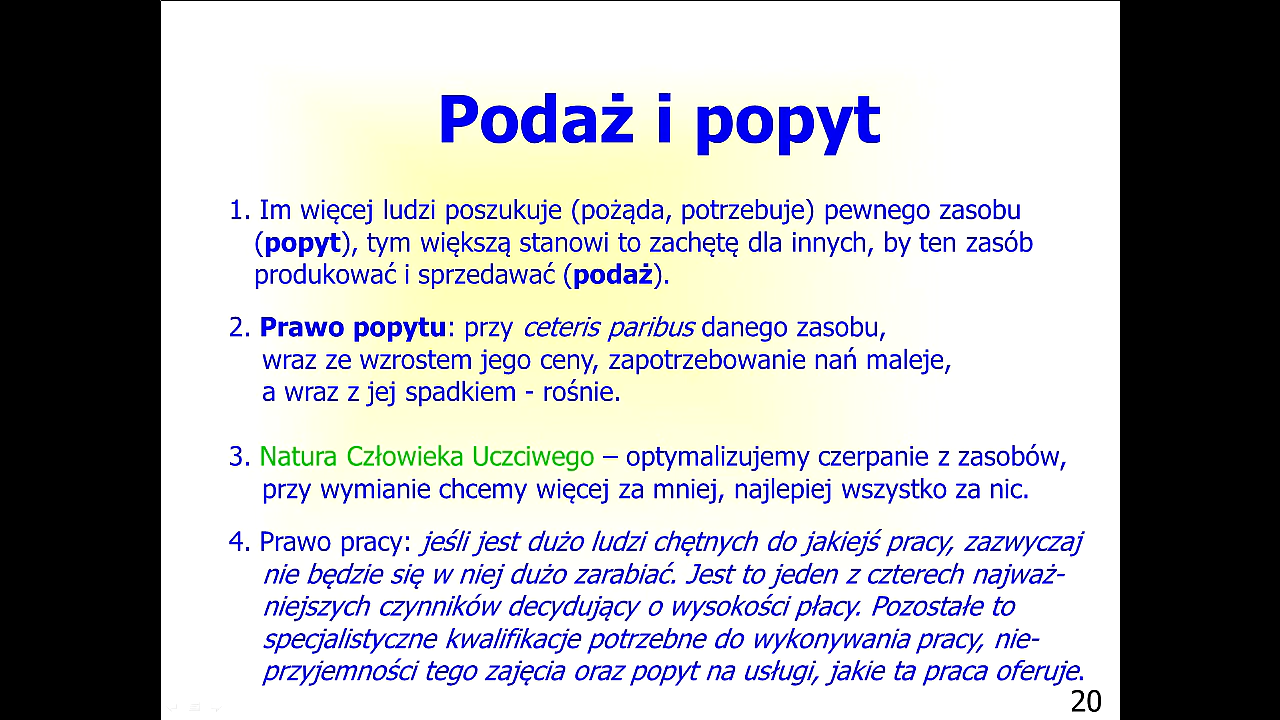 Podaż i popyt
1. Im więcej ludzi poszukuje (pożąda, potrzebuje) pewnego zasobu
(popyt), tym większą stanowi to zachętę dla innych, by ten zasób
produkować i sprzedawać (podaż).
2. Prawo popytu: przy ceteris paribus danego zasobu,
wraz ze wzrostem jego ceny, zapotrzebowanie nań maleje,
a wraz z jej spadkiem - rośnie.
3. Natura Człowieka Uczciwego – optymalizujemy czerpanie z zasobów,
przy wymianie chcemy więcej za mniej, najlepiej wszystko za nic.
4. Prawo pracy: jeśli jest dużo ludzi chętnych do jakiejś pracy, zazwyczaj
nie będzie się w niej dużo zarabiać. Jest to jeden z czterech najważ-
niejszych czynników decydujący o wysokości płacy. Pozostałe to
specjalistyczne kwalifikacje potrzebne do wykonywania pracy, nie-
przyjemności tego zajęcia oraz popyt na usługi, jakie ta praca oferuje.
20